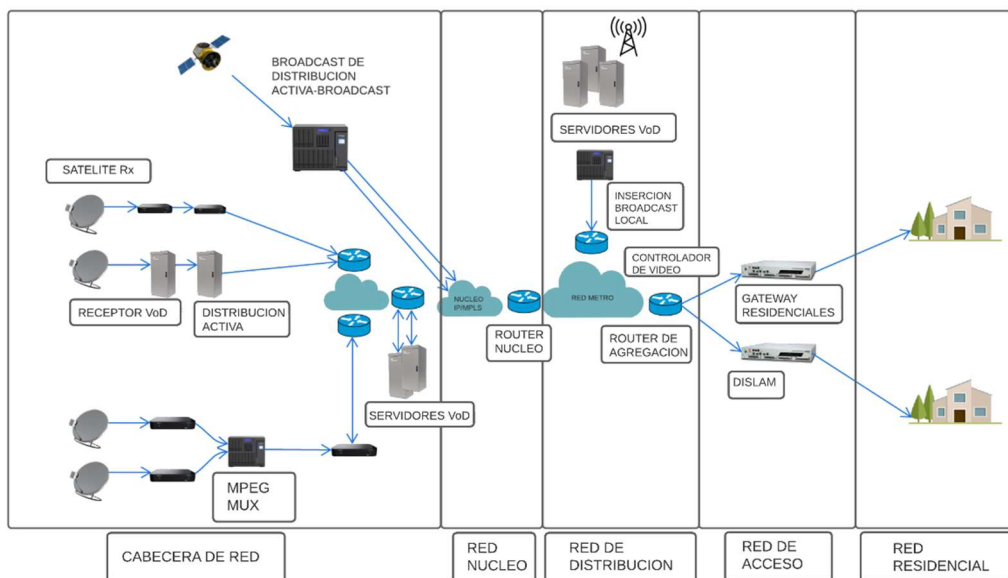 BROADCAST DE
DISTRIBUCION
ACTIVA-BROADCAST
SATELITE Rx
RECEPTOR VoD
DISTRIBUCION
ACTIVA
SERVIDORES VoD
MPEG
MUX
NUCLEO
IP/MPLS
ROUTER
NUCLEO
SERVIDORES VoD
INSERCION
BROADCAST
LOCAL
RED METRO
CONTROLADOR
DE VIDEO
ROUTER DE
AGREGACION
GATEWAY
RESIDENCIALES
DISLAM
CABECERA DE RED
RED
NUCLEO
RED DE
DISTRIBUCION
RED DE
ACCESO
RED
RESIDENCIAL